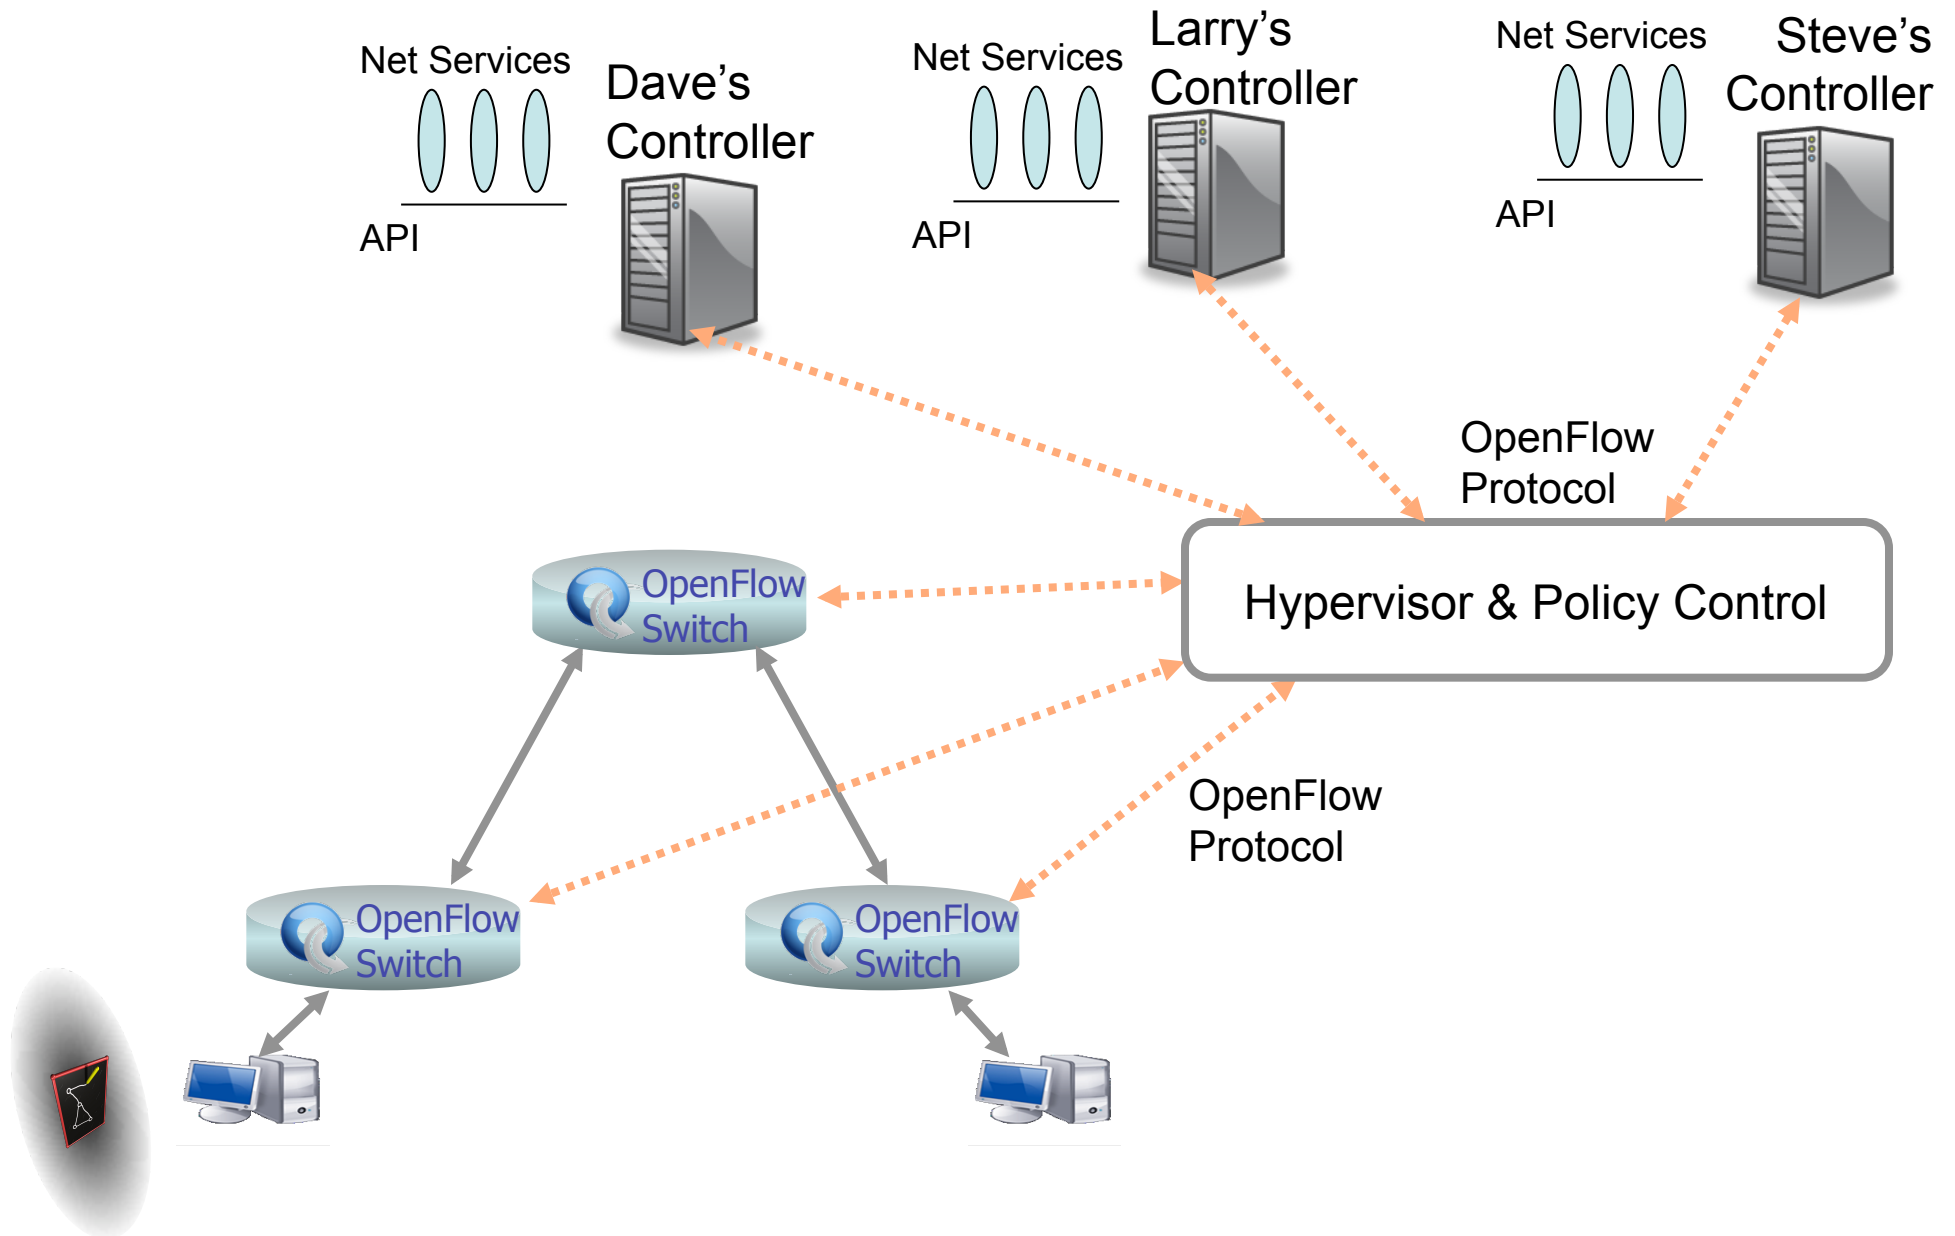 Net Services
Dave's
Controller
API
Net Services
Larry's
Controller
API
Net Services
Steve's
Controller
API
OpenFlow
Protocol
Hypervisor & Policy Control
OpenFlow
Switch
OpenFlow
Protocol
OpenFlow
Switch
OpenFlow
Switch